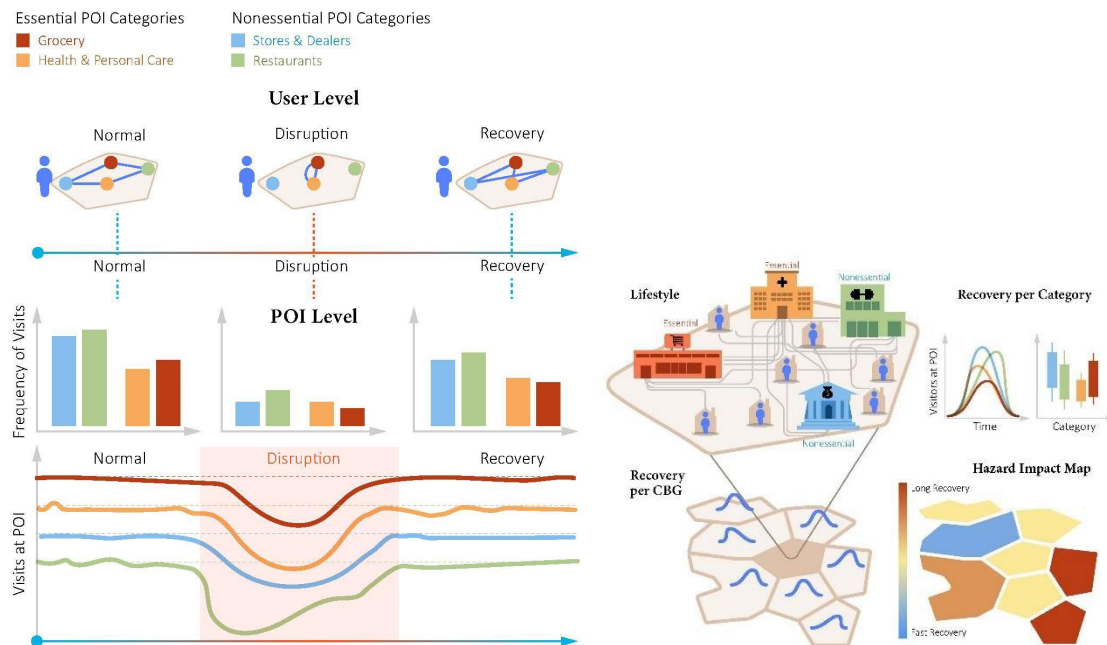 Essential POI Categories
Nonessential POI Categories
Grocery
Stores & Dealers
Health & Personal Care
Restaurants
User Level
Normal
Disruption
Recovery
Normal
Disruption
Recovery
POI Level
Frequency of Visits
Normal
Disruption
Recovery
Visits at POI
Lifestyle
Essential
Nonessential
Essential
Nonessential
Recovery per Category
Visitors at POI
Time
Category
Recovery
per CBG
Hazard Impact Map
Long Recovery
Fast Recovery